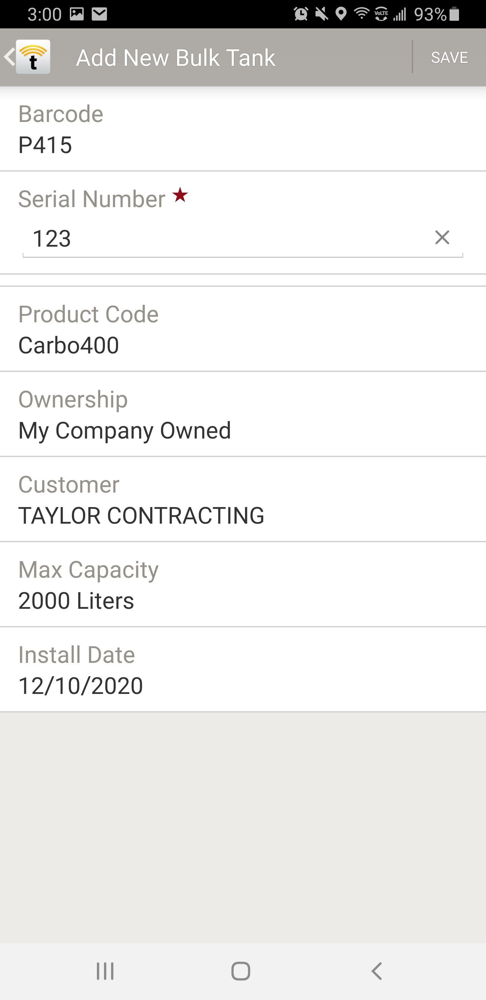 3:00 VoLTE 93%
t Add New Bulk Tank SAVE
Barcode
P415
Serial Number ★
123
Product Code
Carbo400
Ownership
My Company Owned
Customer
TAYLOR CONTRACTING
Max Capacity
2000 Liters
Install Date
12/10/2020